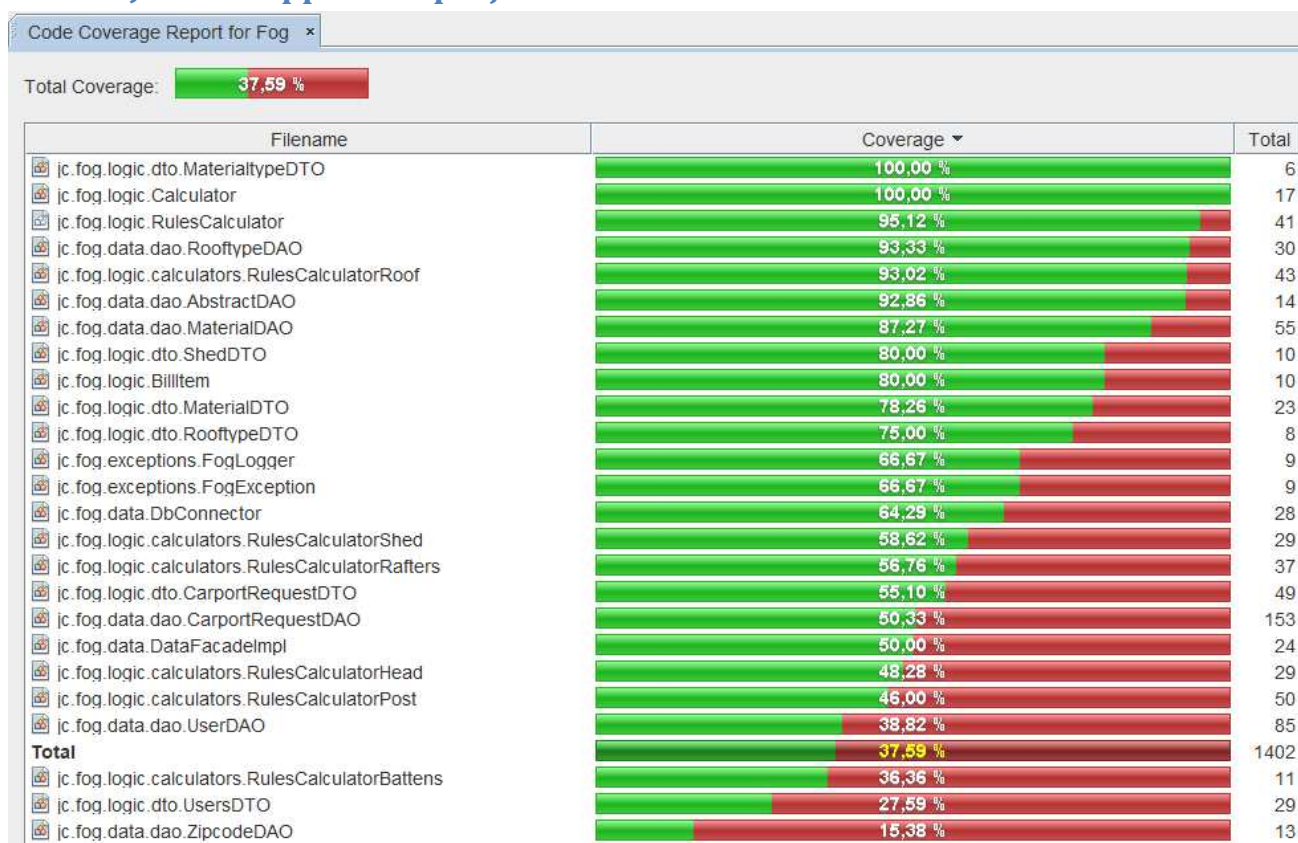 Code Coverage Report for Fog ×
Total Coverage: 37,59 %
Filename Coverage Total
jc.fog.logic.dto.MaterialtypeDTO 100,00 % 6
jc.fog.logic.Calculator 100,00 % 17
jc.fog.logic.RulesCalculator 95,12 % 41
jc.fog.data.dao.RooftypeDAO 93,33 % 30
jc.fog.logic.calculators.RulesCalculatorRoof 93,02 % 43
jc.fog.data.dao.AbstractDAO 92,86 % 14
jc.fog.data.dao.MaterialDAO 87,27 % 55
jc.fog.logic.dto.ShedDTO 80,00 % 10
jc.fog.logic.BillItem 80,00 % 10
jc.fog.logic.dto.MaterialDTO 78,26 % 23
jc.fog.logic.dto.RooftypeDTO 75,00 % 8
jc.fog.exceptions.FogLogger 66,67 % 9
jc.fog.exceptions.FogException 66,67 % 9
jc.fog.data.DbConnector 64,29 % 28
jc.fog.logic.calculators.RulesCalculatorShed 58,62 % 29
jc.fog.logic.calculators.RulesCalculatorRafters 56,76 % 37
jc.fog.logic.dto.CarportRequestDTO 55,10 % 49
jc.fog.data.dao.CarportRequestDAO 50,33 % 153
jc.fog.data.DataFacadeImpl 50,00 % 24
jc.fog.logic.calculators.RulesCalculatorHead 48,28 % 29
jc.fog.logic.calculators.RulesCalculatorPost 46,00 % 50
jc.fog.data.dao.UserDAO 38,82 % 85
Total 37,59 % 1402
jc.fog.logic.calculators.RulesCalculatorBattens 36,36 % 11
jc.fog.logic.dto.UsersDTO 27,59 % 29
jc.fog.data.dao.ZipcodeDAO 15,38 % 13